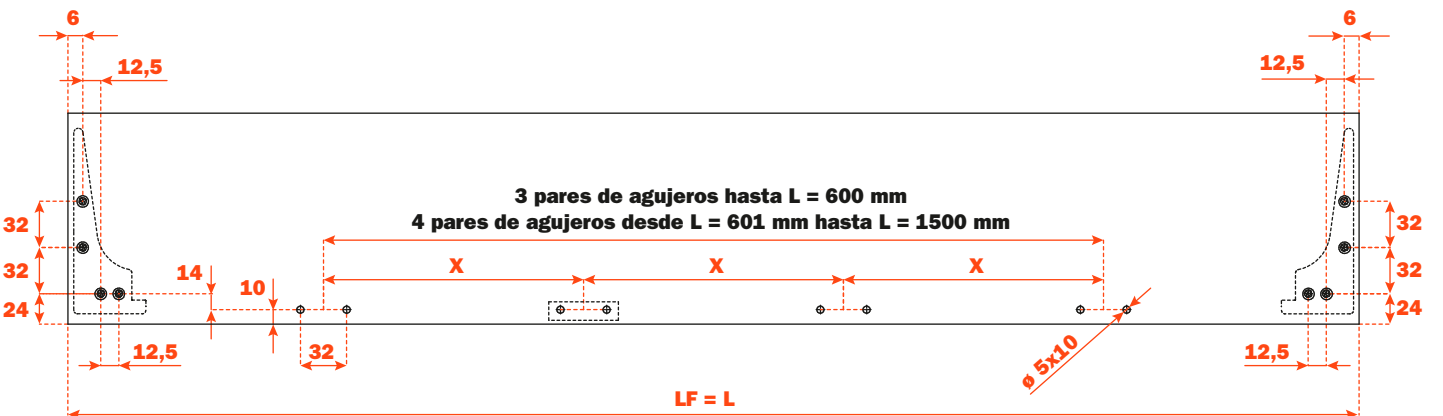 6
6
12,5
12,5
3 pares de agujeros hasta L = 600 mm
4 pares de agujeros desde L = 601 mm hasta L = 1500 mm
32
32
X
X
X
32
14
32
10
24
24
12,5
32
ø 5x10
12,5
LF = L